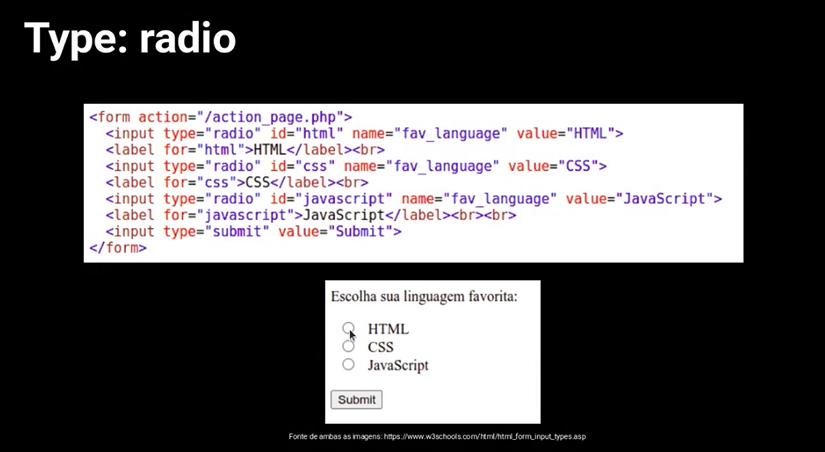 Type: radio
<form action="/action_page.php">
<input type="radio" id="html" name="fav_language" value="HTML">
<label for="html">HTML</label><br>
<input type="radio" id="css" name="fav_language" value="CSS">
<label for="css">CSS</label><br>
<input type="radio" id="javascript" name="fav_language" value="JavaScript">
<label for="javascript">JavaScript</label><br><br>
<input type="submit" value="Submit">
</form>
Escolha sua linguagem favorita:
HTML
CSS
JavaScript
Submit
Fonte de ambas as imagens: https://www.w3schools.com/html/html_form_input_types.asp